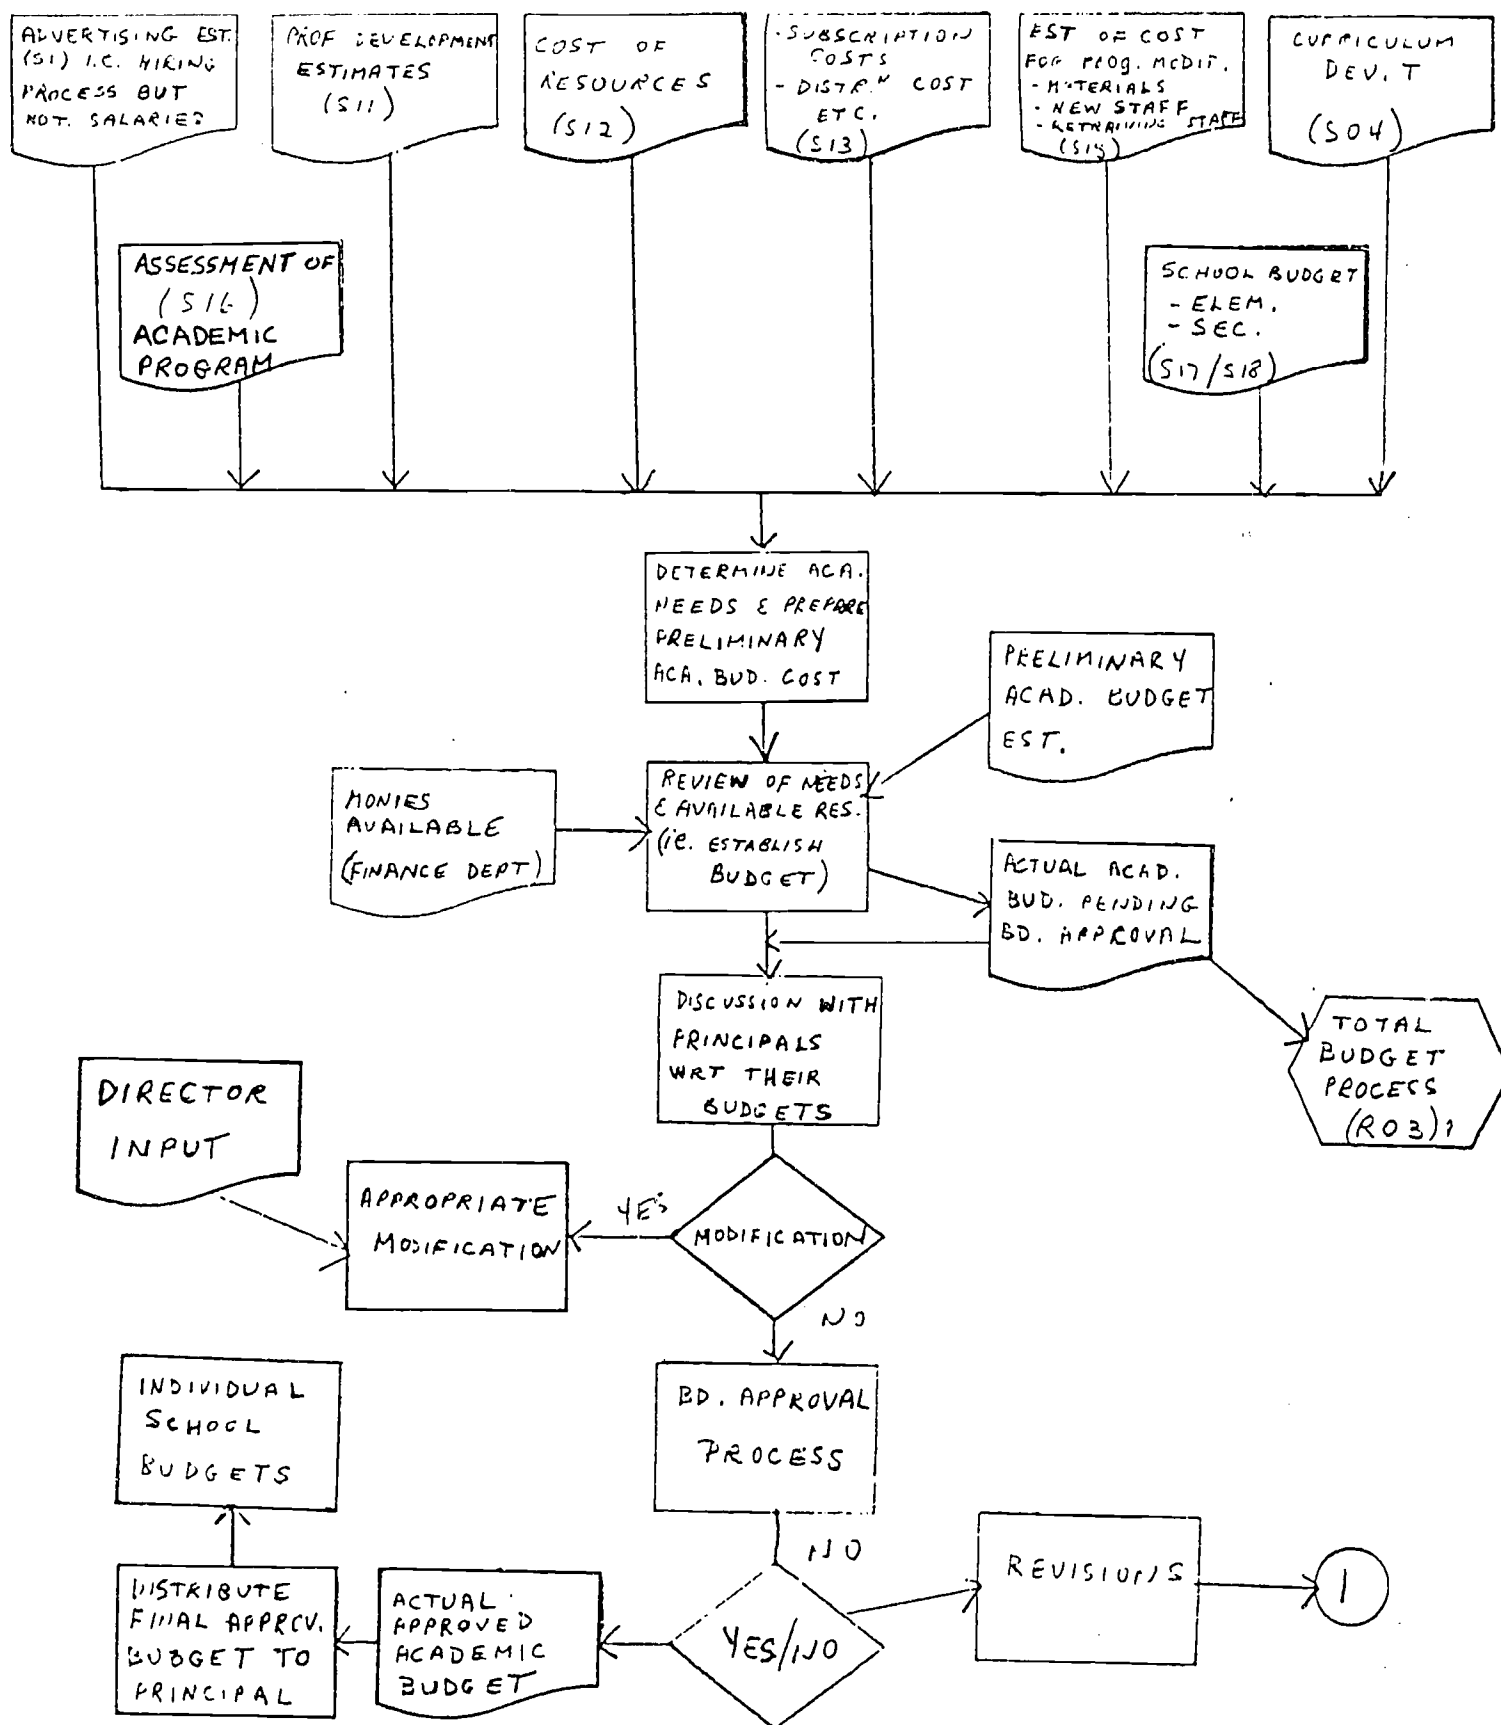 ADVERTISING EST.
(S1) I.E. HIRING
PROCESS BUT
NOT SALARIES
PROF DEVELOPMENT
ESTIMATES
(S11)
COST OF
RESOURCES
(S12)
- SUBSCRIPTION
COSTS
- DISTR.N COST
ETC.
(S13)
EST OF COST
FOR PROG. MODIF.
- MATERIALS
- NEW STAFF
- RETRAINING STAFF
CURRICULUM
DEV. T
(S04)
ASSESSMENT OF
ACADEMIC
PROGRAM
SCHOOL BUDGET
- ELEM.
- SEC.
(S17/S18)
DETERMINE ACA.
NEEDS & PREPARE
PRELIMINARY
ACA. BUD. COST
PRELIMINARY
ACAD. BUDGET
EST.
MONIES
AVAILABLE
(FINANCE DEPT)
REVIEW OF NEEDS
& AVAILABLE RES.
(i.e. ESTABLISH
BUDGET)
ACTUAL ACAD.
BUD. PENDING
BD. APPROVAL
DISCUSSION WITH
PRINCIPALS
WRT THEIR
BUDGETS
TOTAL
BUDGET
PROCESS
(R03)1
DIRECTOR
INPUT
APPROPRIATE
MODIFICATION
YES
MODIFICATION
NO
INDIVIDUAL
SCHOOL
BUDGETS
BD. APPROVAL
PROCESS
NO
REVISIONS
1
DISTRIBUTE
FINAL APPROV.
BUDGET TO
PRINCIPAL
ACTUAL
APPROVED
ACADEMIC
BUDGET
YES/NO